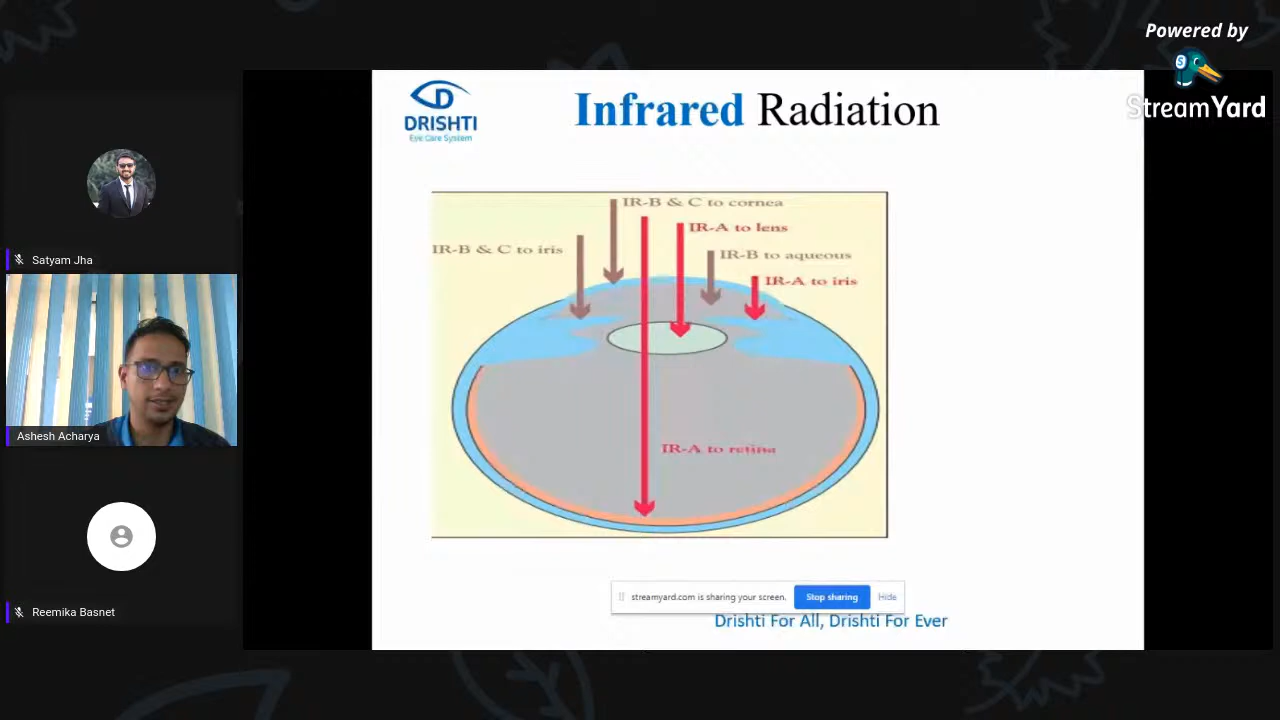 Powered by
StreamYard
DRISHTI
Eye Care System
Infrared Radiation
IR-B & C to cornea
IR-A to lens
IR-B & C to iris
IR-B to aqueous
IR-A to iris
IR-A to retina
Satyam Jha
Ashesh Acharya
Reemika Basnet
streamyard.com is sharing your screen.
Stop sharing
Hide
Drishti For All, Drishti For Ever